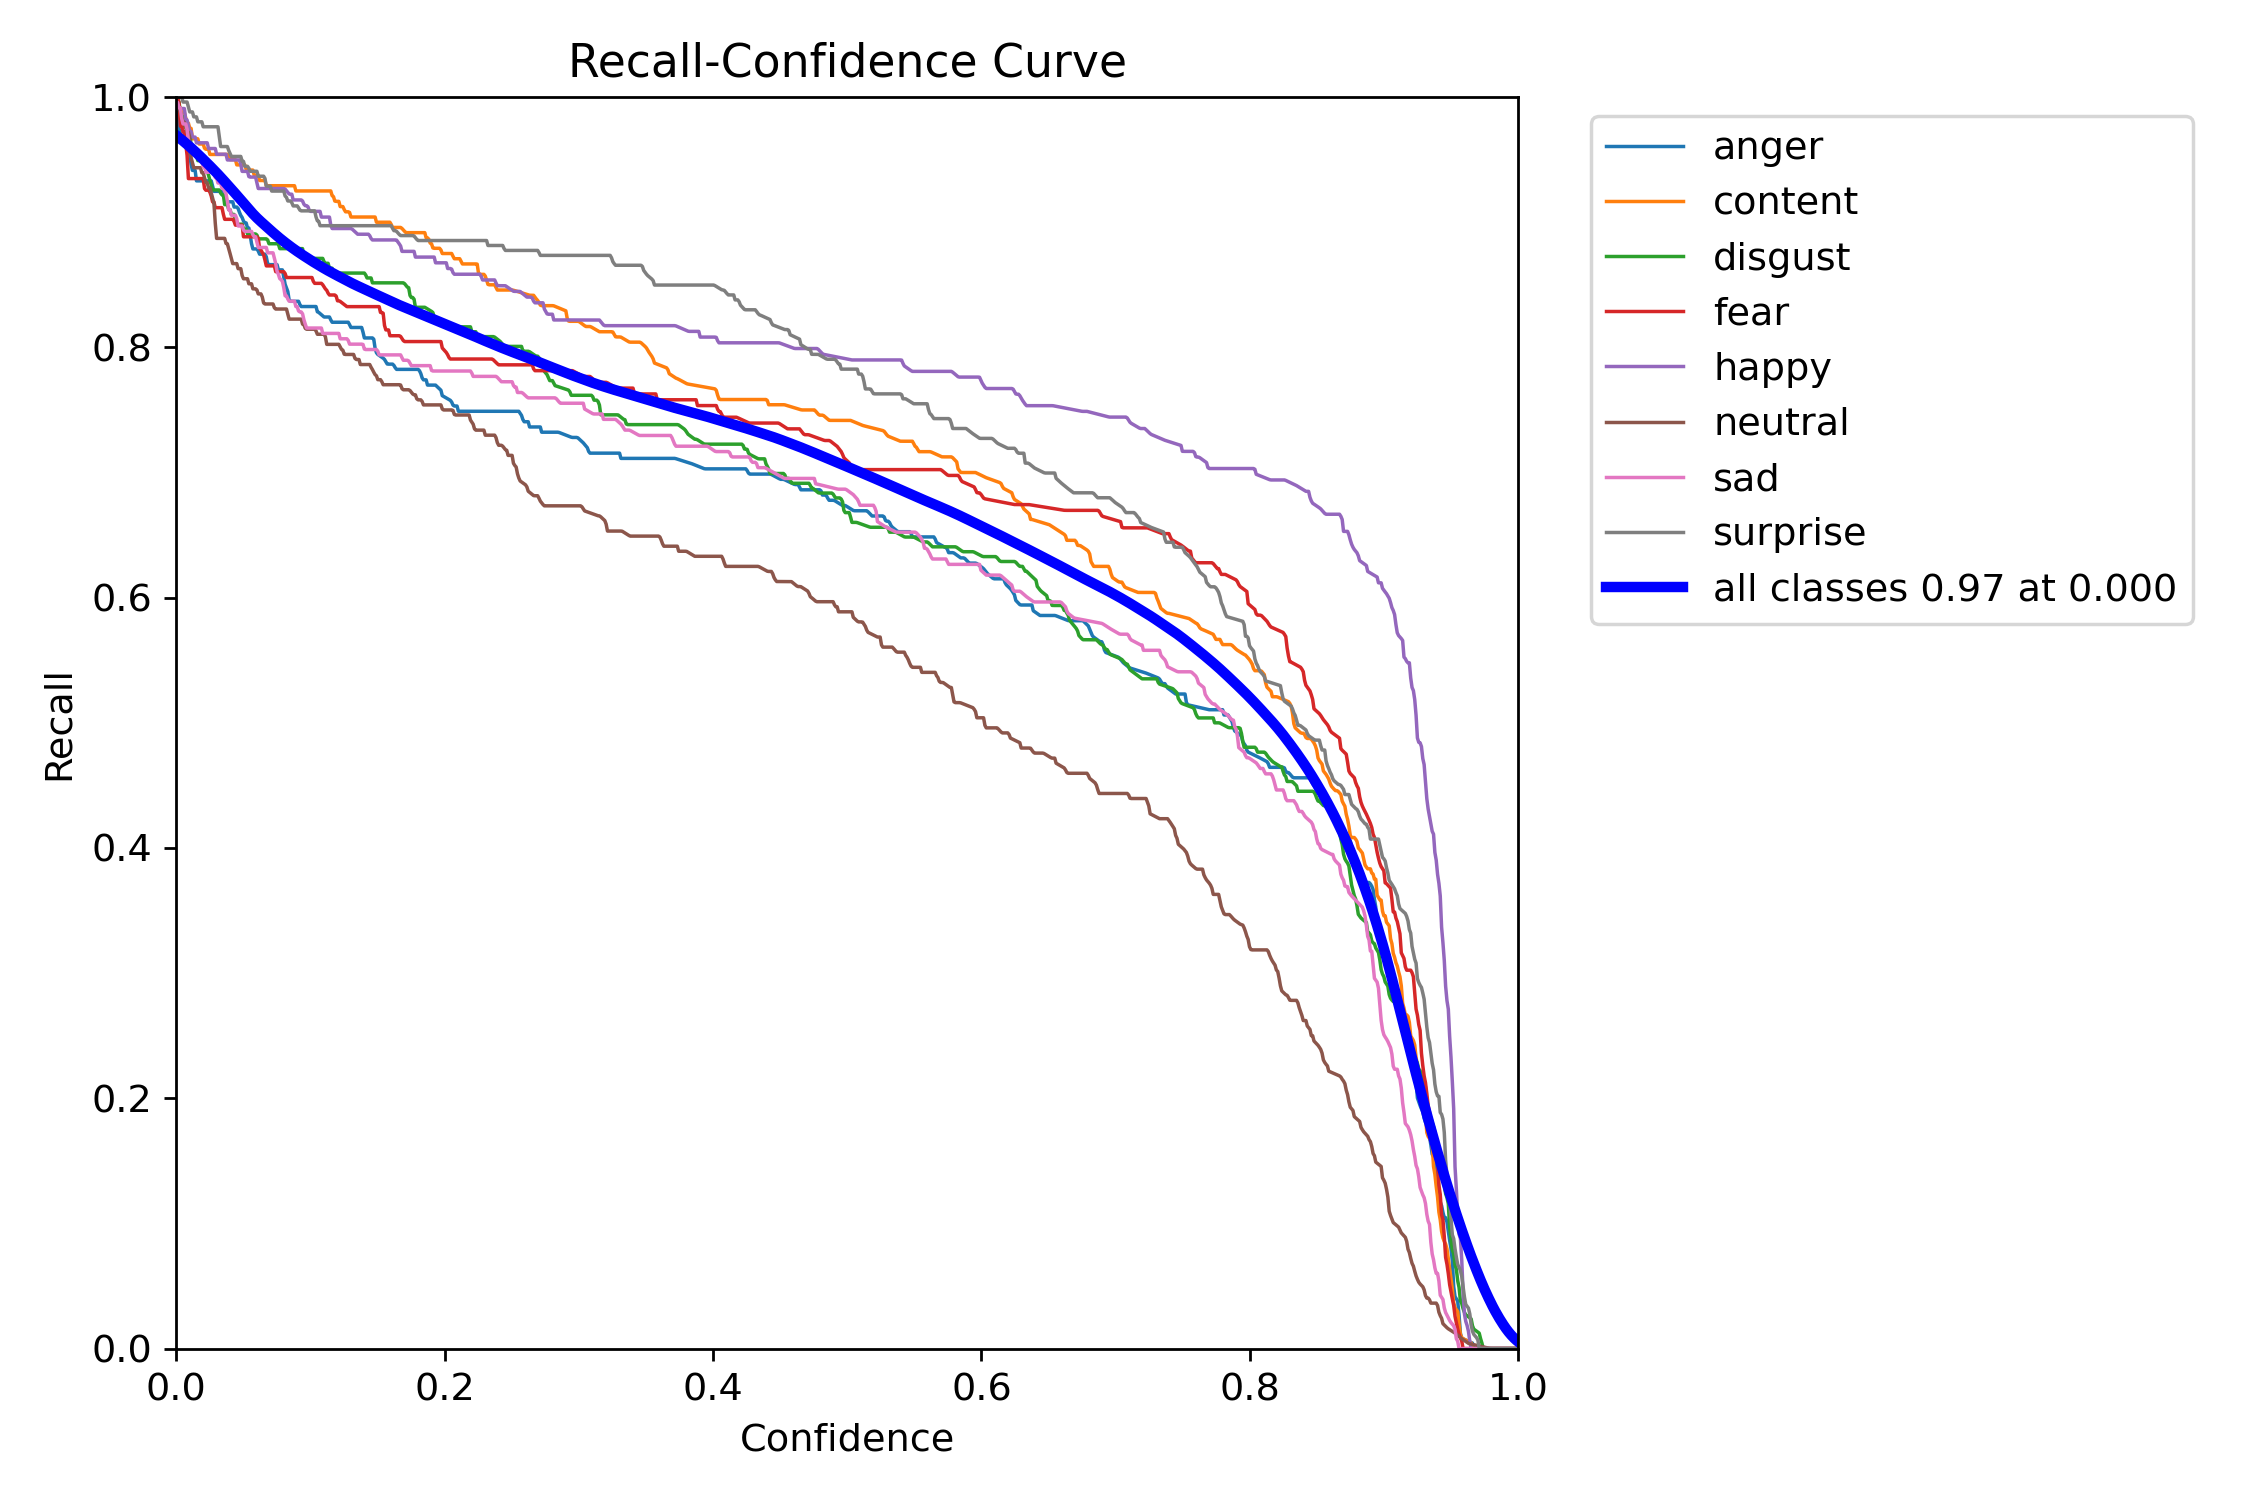 Recall-Confidence Curve
1.0
0.8
0.6
0.4
0.2
0.0
Recall
0.0 0.2 0.4 0.6 0.8 1.0
Confidence
anger
content
disgust
fear
happy
neutral
sad
surprise
all classes 0.97 at 0.000